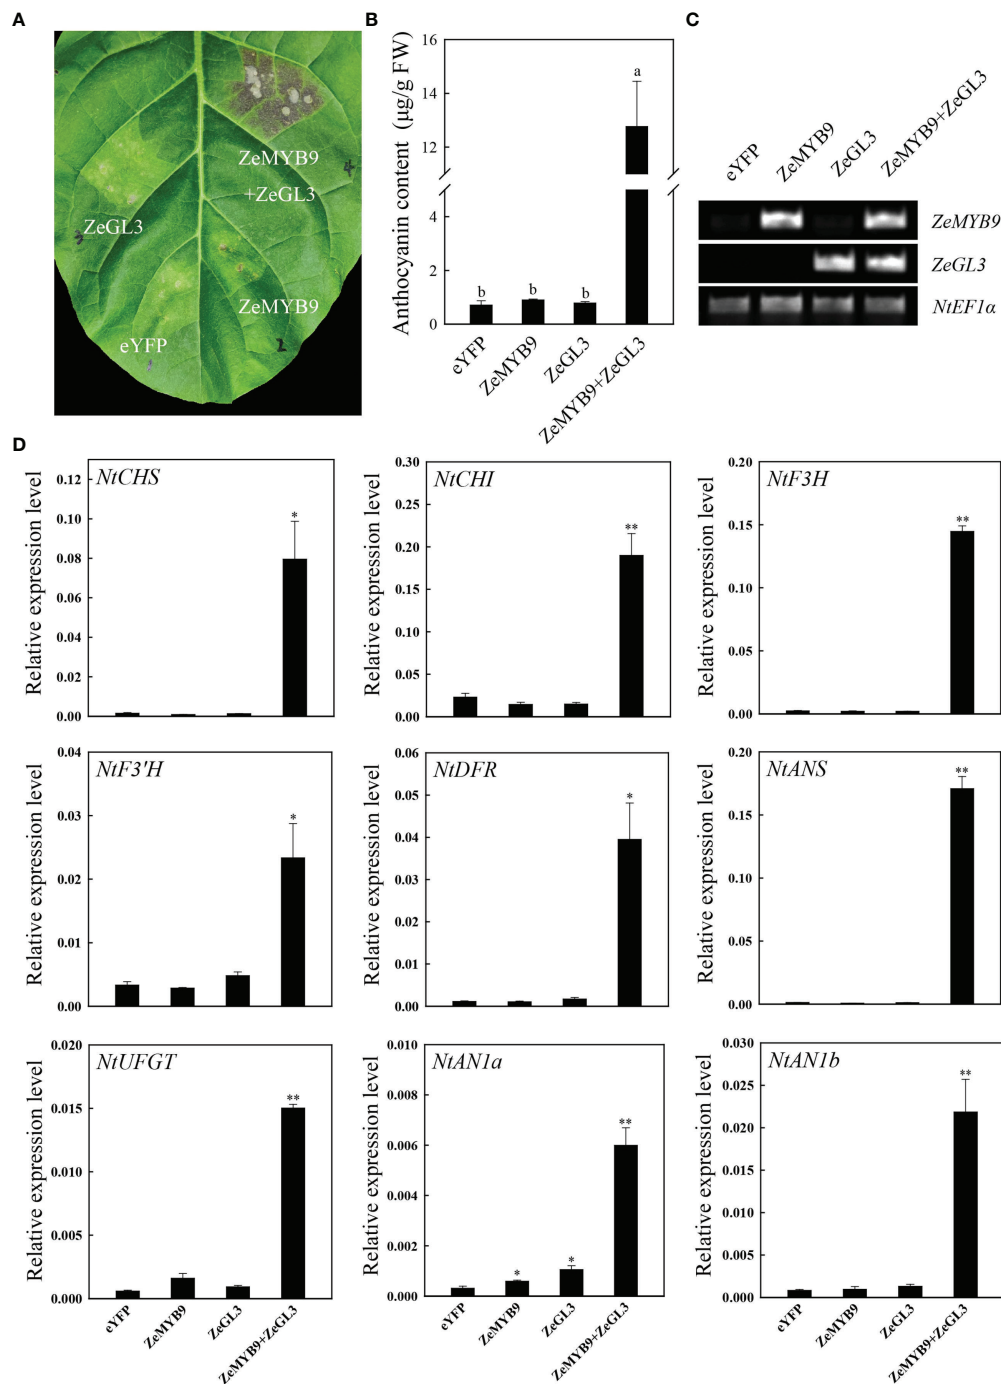 A
ZeMYB9
+ZeGL3
4
ZeGL3
3
ZeMYB9
2
eYFP
B
Anthocyanin content (μg/g FW)
16
14
12
4
2
0
b
b
b
a
eYFP
ZeMYB9
ZeGL3
ZeMYB9+ZeGL3
C
eYFP
ZeMYB9
ZeGL3
ZeMYB9+ZeGL3
ZeMYB9
ZeGL3
NtEF1α
D
NtCHS
Relative expression level
0.12
0.10
0.08
0.06
0.04
0.02
0.00
*
NtCHI
Relative expression level
0.30
0.20
0.10
0.05
0.00
**
NtF3H
Relative expression level
0.20
0.15
0.10
0.05
0.00
**
NtF3'H
Relative expression level
0.04
0.03
0.02
0.01
0.00
*
NtDFR
Relative expression level
0.06
0.05
0.04
0.03
0.02
0.01
0.00
*
NtANS
Relative expression level
0.20
0.15
0.10
0.05
0.00
**
NtUFGT
Relative expression level
0.020
0.015
0.010
0.005
0.000
**
eYFP
ZeMYB9
ZeGL3
ZeMYB9+ZeGL3
NtAN1a
Relative expression level
0.010
0.008
0.006
0.004
0.002
0.001
0.000
*
*
**
eYFP
ZeMYB9
ZeGL3
ZeMYB9+ZeGL3
NtAN1b
Relative expression level
0.030
0.025
0.020
0.015
0.010
0.005
0.000
**
eYFP
ZeMYB9
ZeGL3
ZeMYB9+ZeGL3